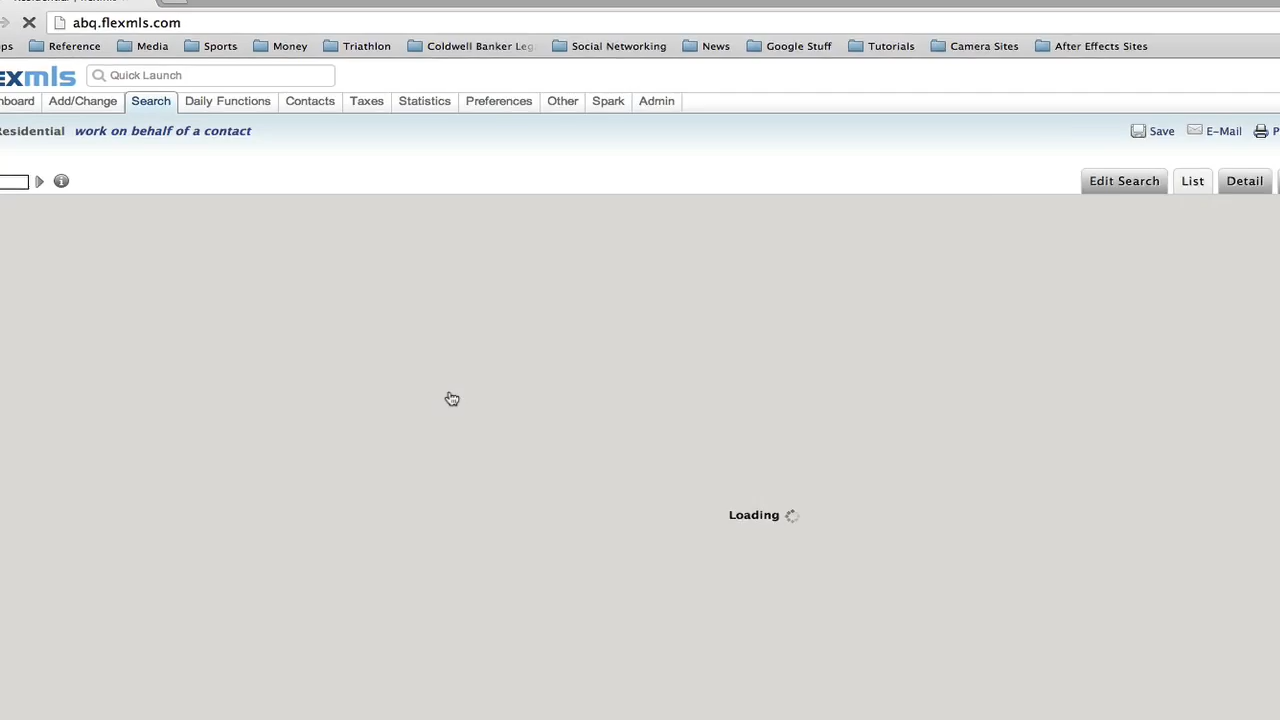 abq.flexmls.com
Reference Media Sports Money Triathlon Coldwell Banker Leg Social Networking News Google Stuff Tutorials Camera Sites After Effects Sites
exmls Quick Launch
board Add/Change Search Daily Functions Contacts Taxes Statistics Preferences Other Spark Admin
Residential work on behalf of a contact Save E-Mail P
Edit Search List Detail
Loading